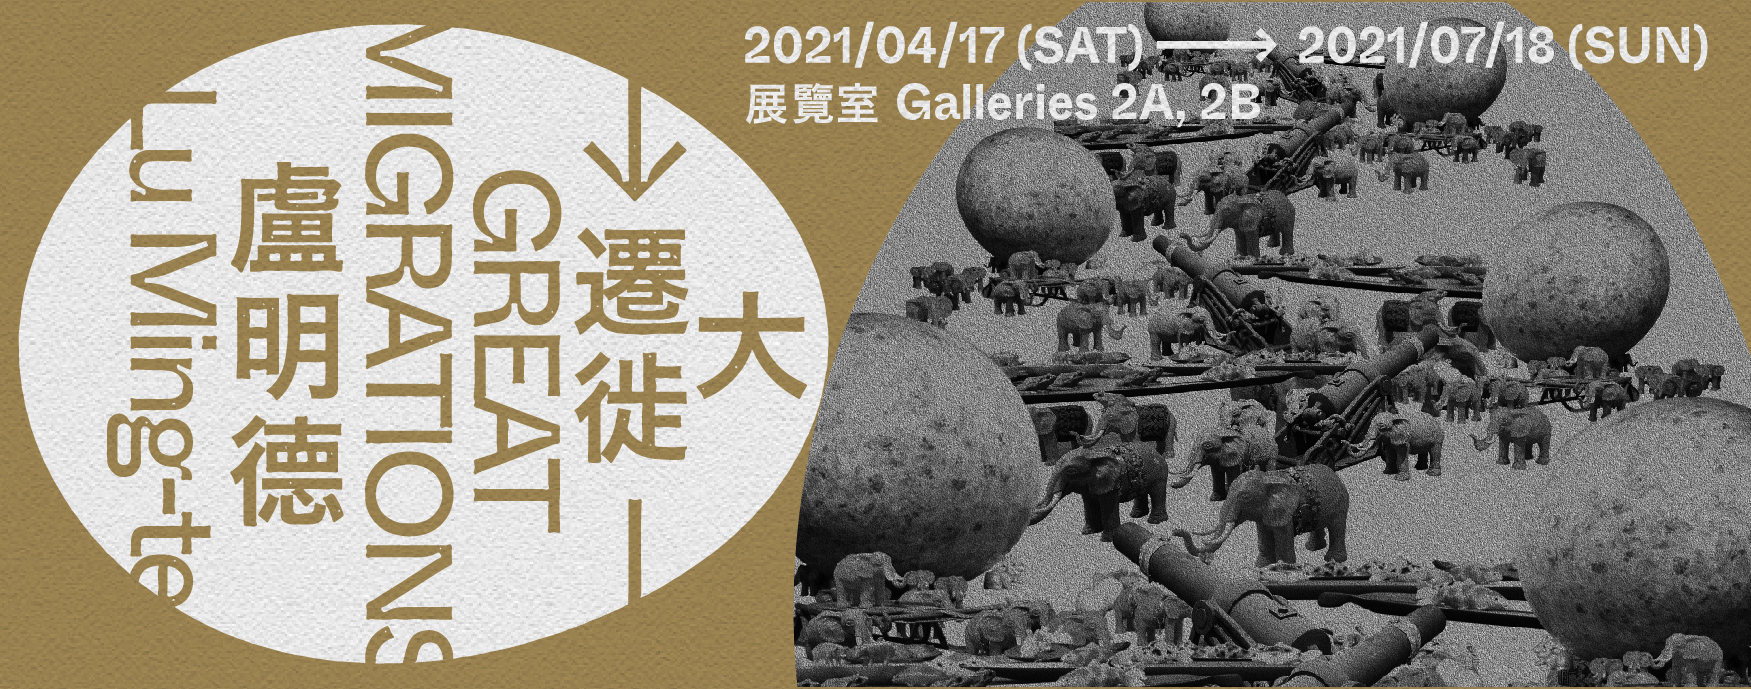 2021/04/17 (SAT) → 2021/07/18 (SUN)
展覽室 Galleries 2A, 2B
大
遷徙
GREAT
MIGRATIONS
盧明德
Lu Ming-te